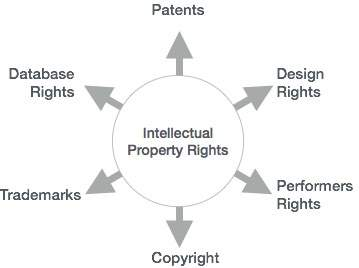 Patents
Database
Rights
Design
Rights
Intellectual
Property Rights
Trademarks
Performers
Rights
Copyright